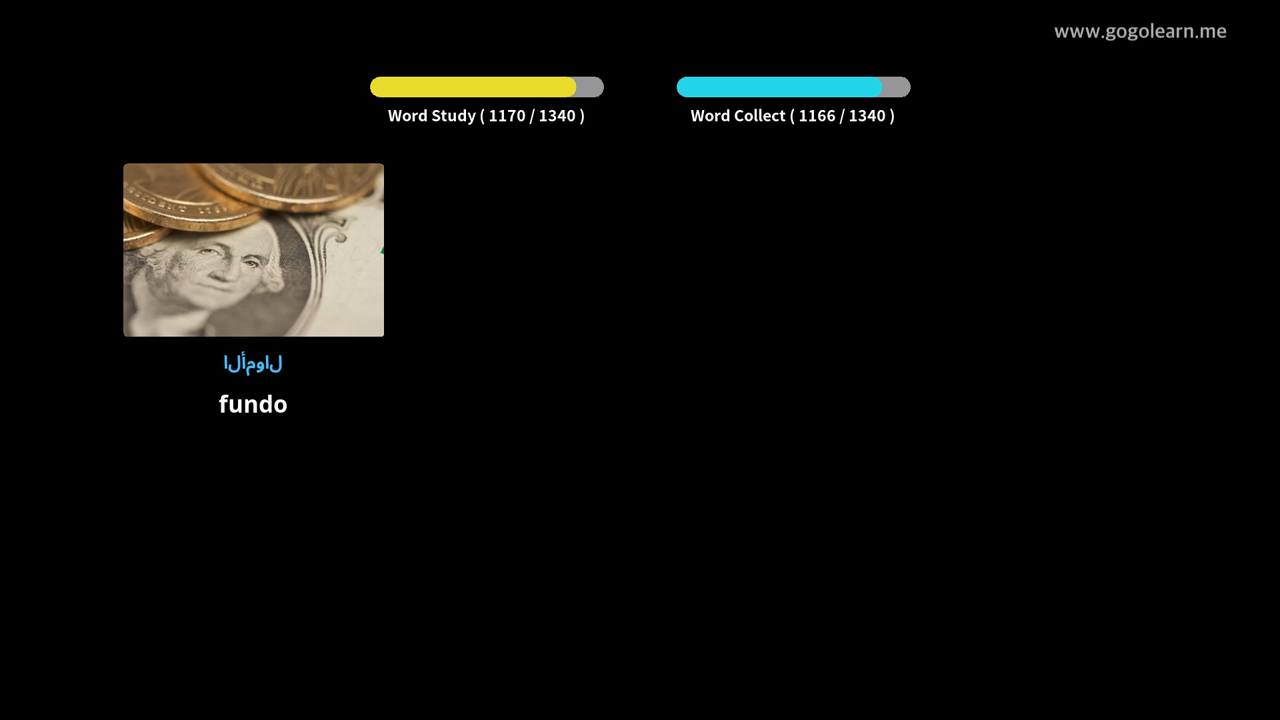 www.gogolearn.me
Word Study ( 1170 / 1340 )
Word Collect ( 1166 / 1340 )
الأموال
fundo